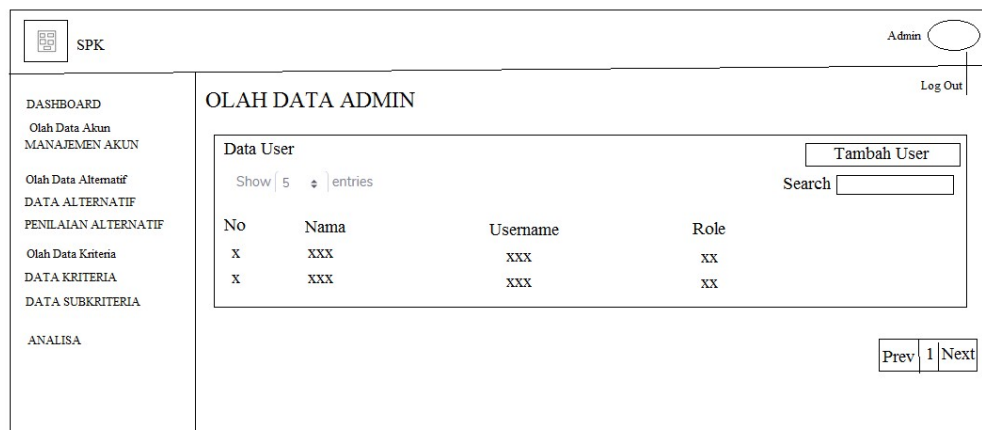 SPK
Admin
Log Out
DASHBOARD
Olah Data Akun
MANAJEMEN AKUN
Olah Data Alternatif
DATA ALTERNATIF
PENILAIAN ALTERNATIF
Olah Data Kriteria
DATA KRITERIA
DATA SUBKRITERIA
ANALISA
OLAH DATA ADMIN
Data User
Tambah User
Show 5 entries
Search
No Nama Username Role
x xxx xxx xx
x xxx xxx xx
Prev 1 Next